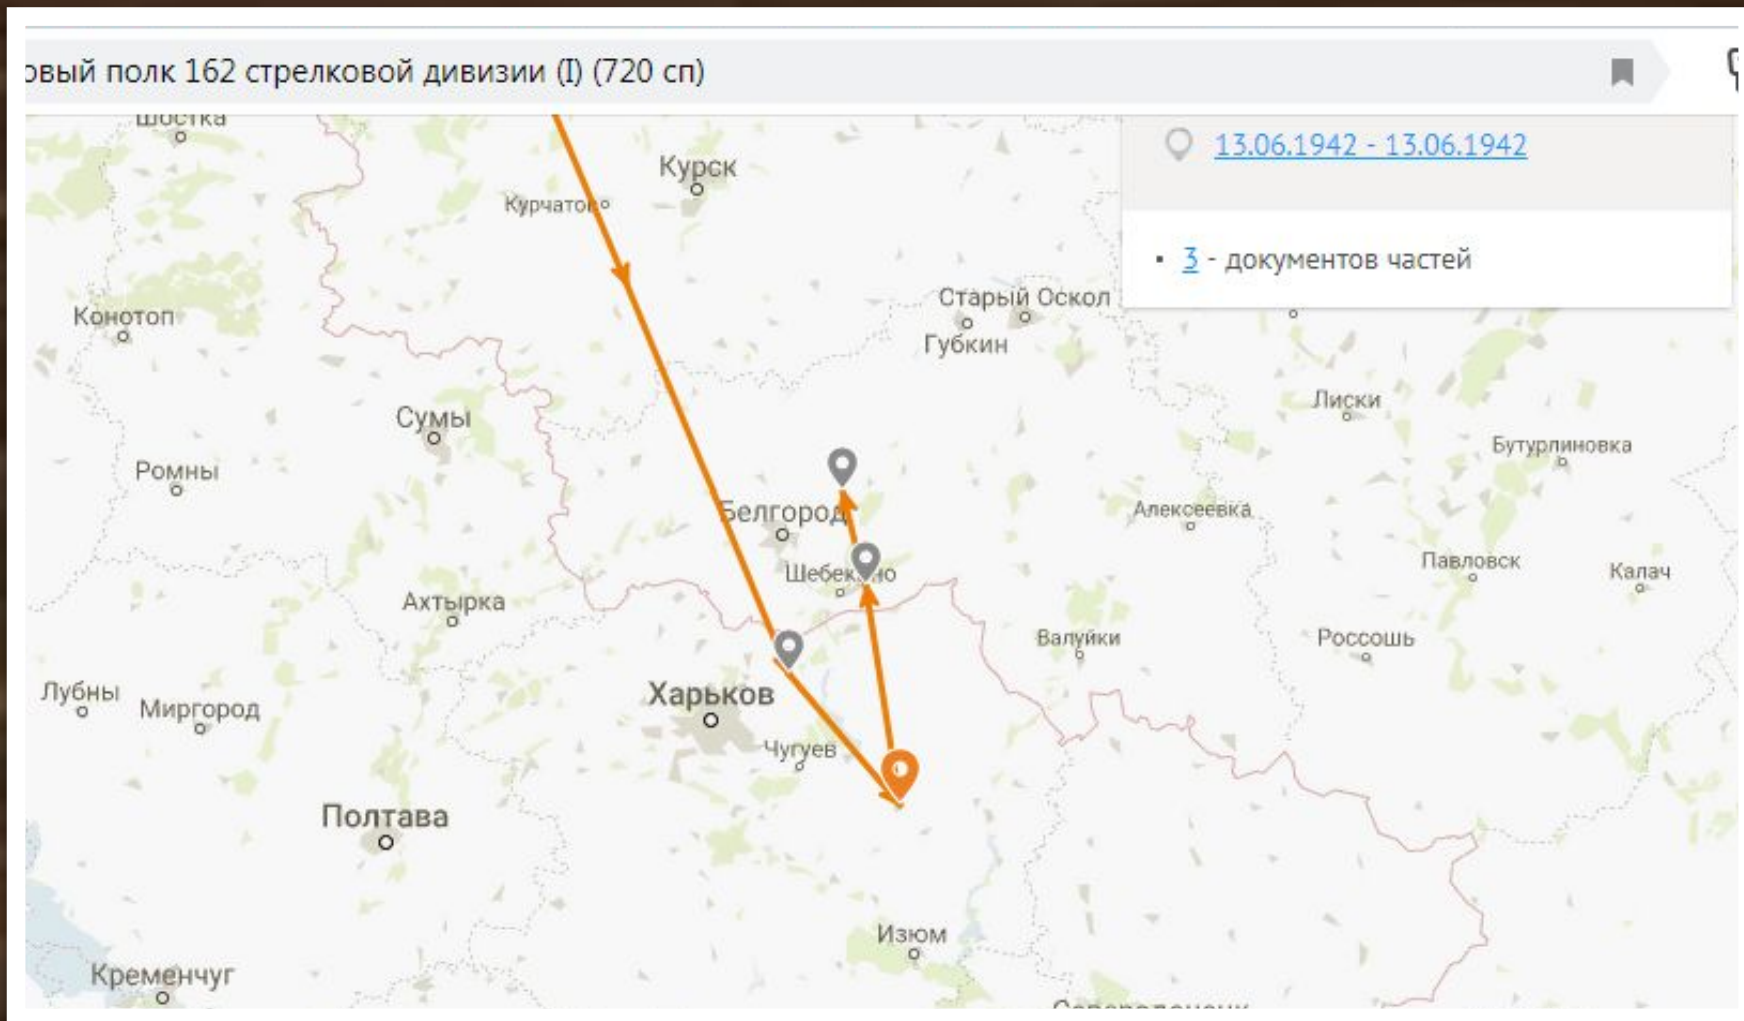 овый полк 162 стрелковой дивизии (I) (720 сп)
Шостка
13.06.1942 - 13.06.1942
Курск
Курчатов
3 - документов частей
Старый Оскол
Конотоп
Губкин
Лиски
Сумы
Бутурлиновка
Ромны
Белгород
Алексеевка
Павловск
Шебекино
Калач
Ахтырка
Валуйки
Россошь
Лубны
Харьков
Миргород
Чугуев
Полтава
Изюм
Кременчуг